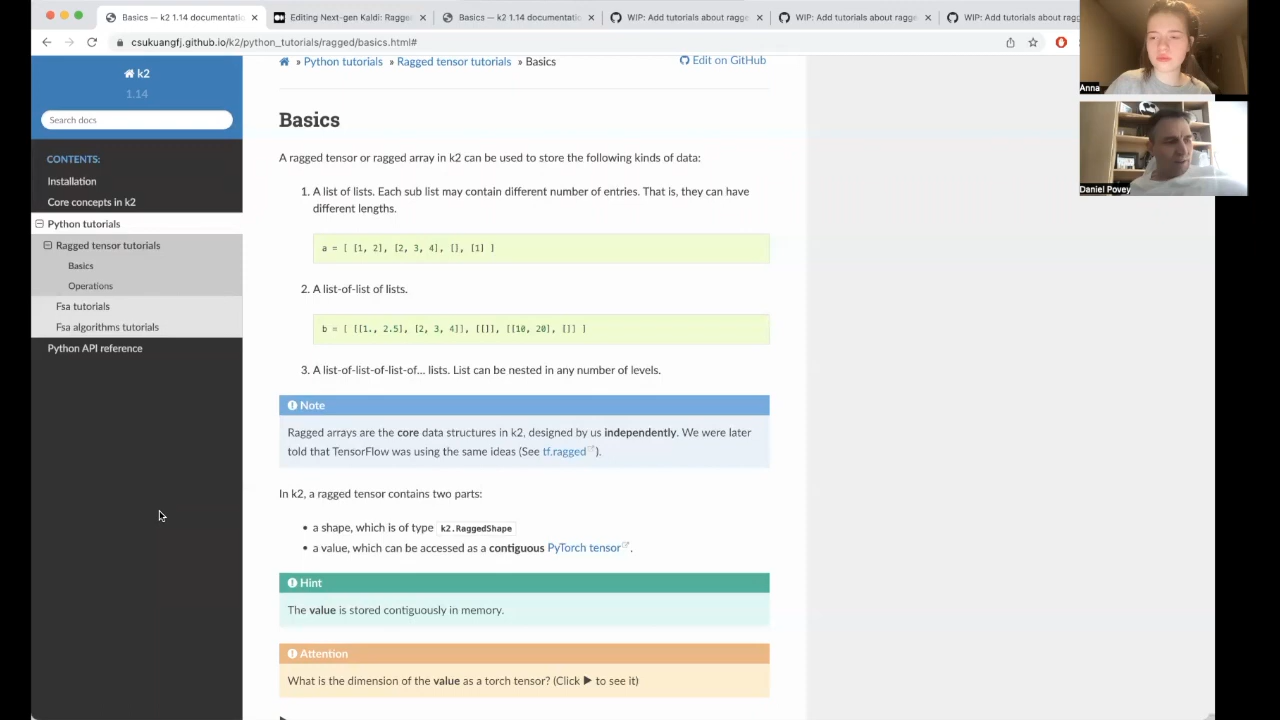 Basics — k2 1.14 documentatic
Editing Next-gen Kaldi: Ragge
Basics — k2 1.14 documentatic
WIP: Add tutorials about ragge
WIP: Add tutorials about ragge
WIP: Add tutorials about ragg
csukuangfj.github.io/k2/python_tutorials/ragged/basics.html#
k2
1.14
Search docs
CONTENTS:
Installation
Core concepts in k2
Python tutorials
Ragged tensor tutorials
Basics
Operations
Fsa tutorials
Fsa algorithms tutorials
Python API reference
» Python tutorials » Ragged tensor tutorials » Basics
Edit on GitHub
Basics
A ragged tensor or ragged array in k2 can be used to store the following kinds of data:
1. A list of lists. Each sub list may contain different number of entries. That is, they can have
different lengths.
a = [ [1, 2], [2, 3, 4], [], [1] ]
2. A list-of-list of lists.
b = [ [[1., 2.5], [2, 3, 4]], [[]], [[10, 20], []] ]
3. A list-of-list-of-list-of... lists. List can be nested in any number of levels.
Note
Ragged arrays are the core data structures in k2, designed by us independently. We were later
told that TensorFlow was using the same ideas (See tf.ragged ).
In k2, a ragged tensor contains two parts:
• a shape, which is of type k2.RaggedShape
• a value, which can be accessed as a contiguous PyTorch tensor .
Hint
The value is stored contiguously in memory.
Attention
What is the dimension of the value as a torch tensor? (Click ▶ to see it)
Anna
Daniel Povey